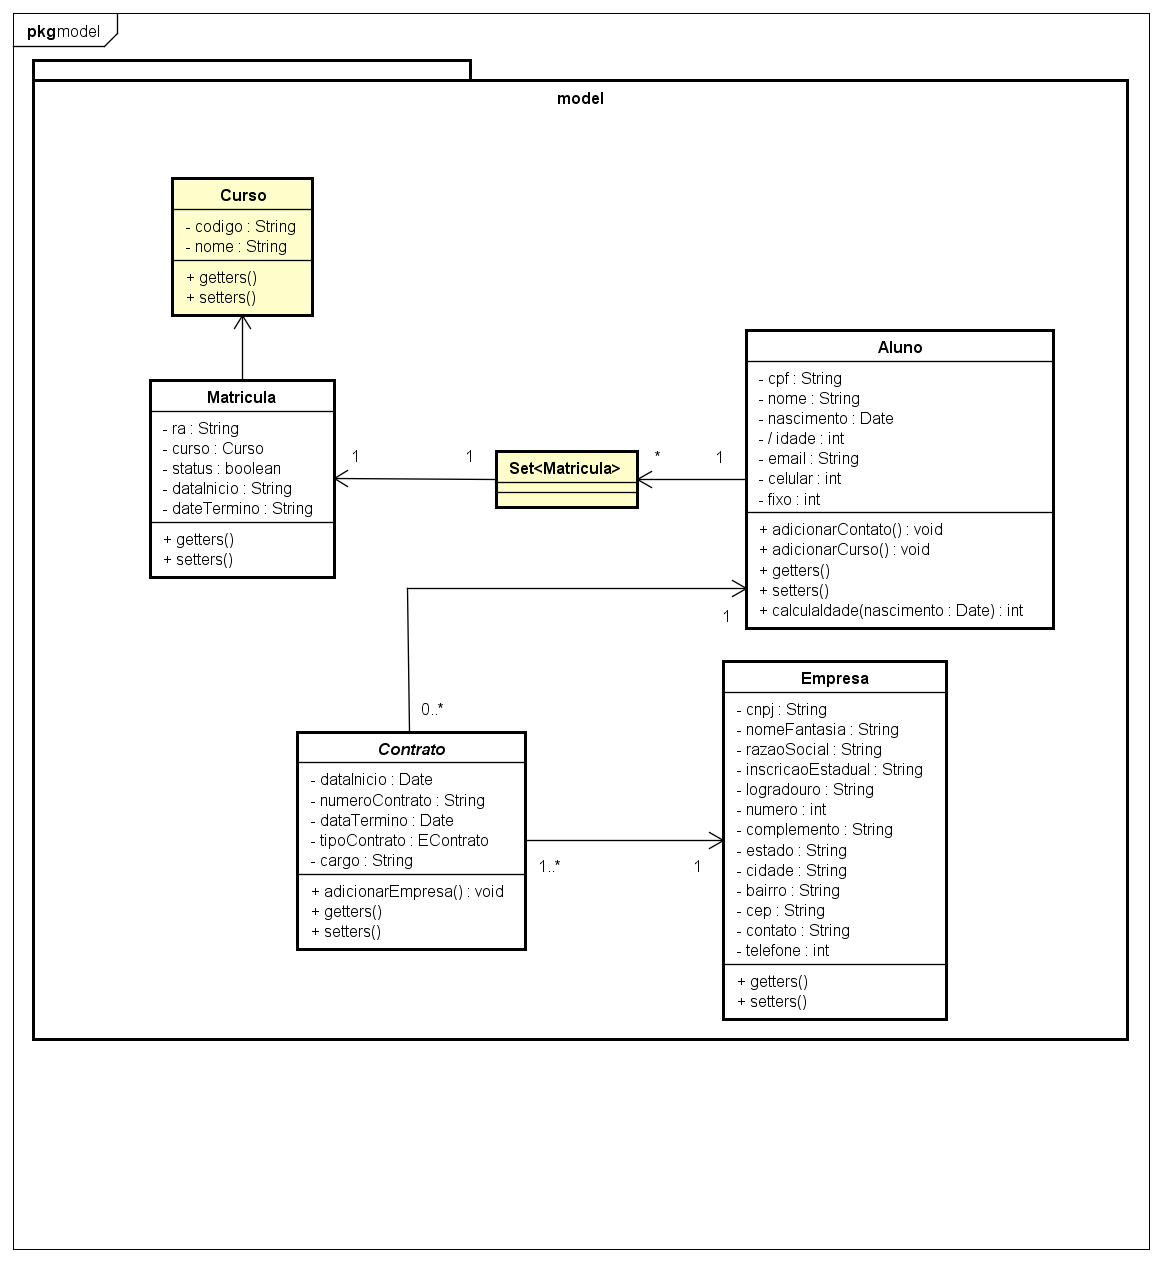 pkgmodel
model
Curso
- codigo : String
- nome : String
+ getters()
+ setters()
Matricula
- ra : String
- curso : Curso
- status : boolean
- dataInicio : String
- dateTermino : String
+ getters()
+ setters()
1
1
Set<Matricula>
*
1
Aluno
- cpf : String
- nome : String
- nascimento : Date
- / idade : int
- email : String
- celular : int
- fixo : int
+ adicionarContato() : void
+ adicionarCurso() : void
+ getters()
+ setters()
+ calculaIdade(nascimento : Date) : int
1
0..*
Contrato
- dataInicio : Date
- numeroContrato : String
- dataTermino : Date
- tipoContrato : EContrato
- cargo : String
+ adicionarEmpresa() : void
+ getters()
+ setters()
1..*
1
Empresa
- cnpj : String
- nomeFantasia : String
- razaoSocial : String
- inscricaoEstadual : String
- logradouro : String
- numero : int
- complemento : String
- estado : String
- cidade : String
- bairro : String
- cep : String
- contato : String
- telefone : int
+ getters()
+ setters()